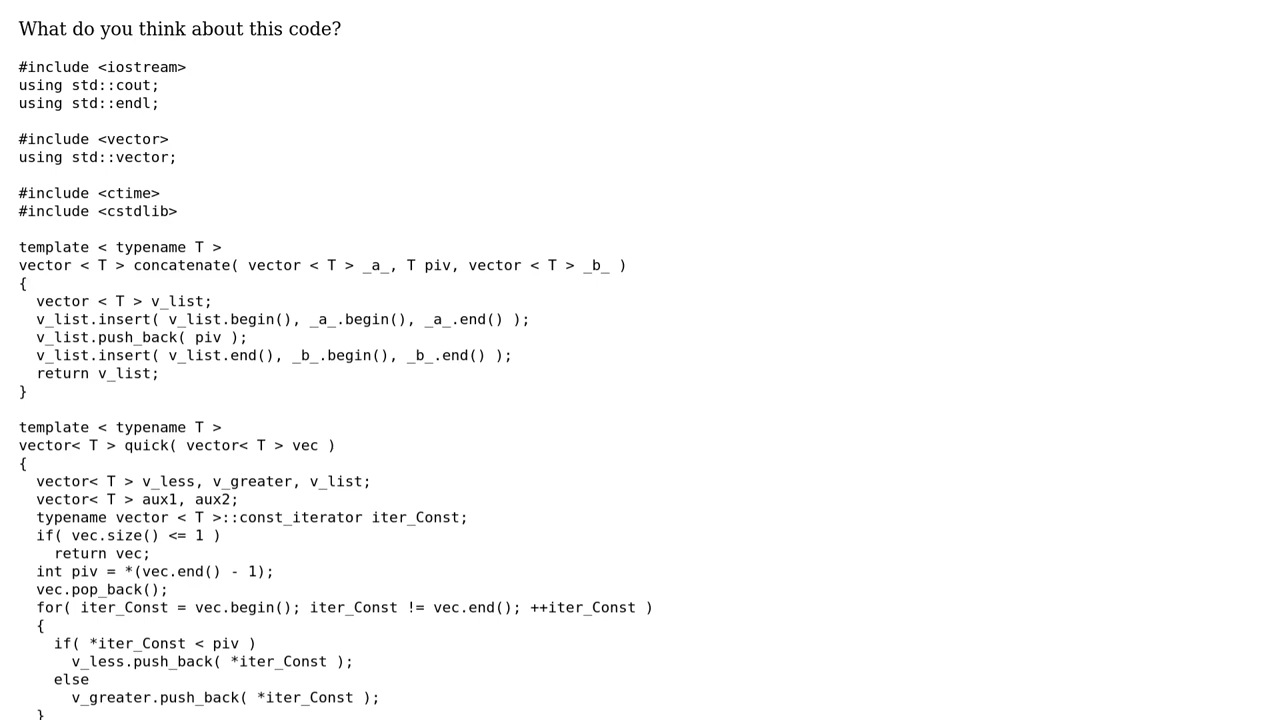 What do you think about this code?
#include <iostream>
using std::cout;
using std::endl;
#include <vector>
using std::vector;
#include <ctime>
#include <cstdlib>
template < typename T >
vector < T > concatenate( vector < T > _a_, T piv, vector < T > _b_ )
{
  vector < T > v_list;
  v_list.insert( v_list.begin(), _a_.begin(), _a_.end() );
  v_list.push_back( piv );
  v_list.insert( v_list.end(), _b_.begin(), _b_.end() );
  return v_list;
}
template < typename T >
vector< T > quick( vector< T > vec )
{
  vector< T > v_less, v_greater, v_list;
  vector< T > aux1, aux2;
  typename vector < T >::const_iterator iter_Const;
  if( vec.size() <= 1 )
    return vec;
  int piv = *(vec.end() - 1);
  vec.pop_back();
  for( iter_Const = vec.begin(); iter_Const != vec.end(); ++iter_Const )
  {
    if( *iter_Const < piv )
      v_less.push_back( *iter_Const );
    else
      v_greater.push_back( *iter_Const );
  }